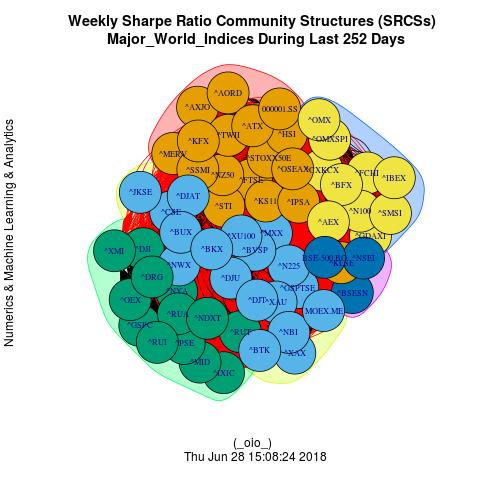 Weekly Sharpe Ratio Community Structures (SRCSs)
Major_World_Indices During Last 252 Days
Numerics & Machine Learning & Analytics
^AORD
^AXJO
000001.SS
^OMX
^ATX
^TWII
^HSI
^OMXSPI
^KFX
^MERV
^STOXX50E
^SSMI
^NZ50
^OSEAX
^FTSE
^FCHI
^IBEX
^BFX
^JKSE
^DJAT
^CSE
^STI
^KS11
^IPSA
^N100
^SMSI
^AEX
^GDAXI
^BUX
^XU100
^MXX
^XMI
^DJI
^BKX
^BVSP
BSE-500.BO
^NSEI
^KLSE
^NWX
^N225
^DRG
^DJU
^NYA
^GSPTSE
^BSESN
^OEX
^DJT
^XAU
^RUA
^NDXT
MOEX.ME
^GSPC
^RUT
^NBI
^RUI
^PSE
^BTK
^XAX
^MID
^IXIC
(_oio_)
Thu Jun 28 15:08:24 2018